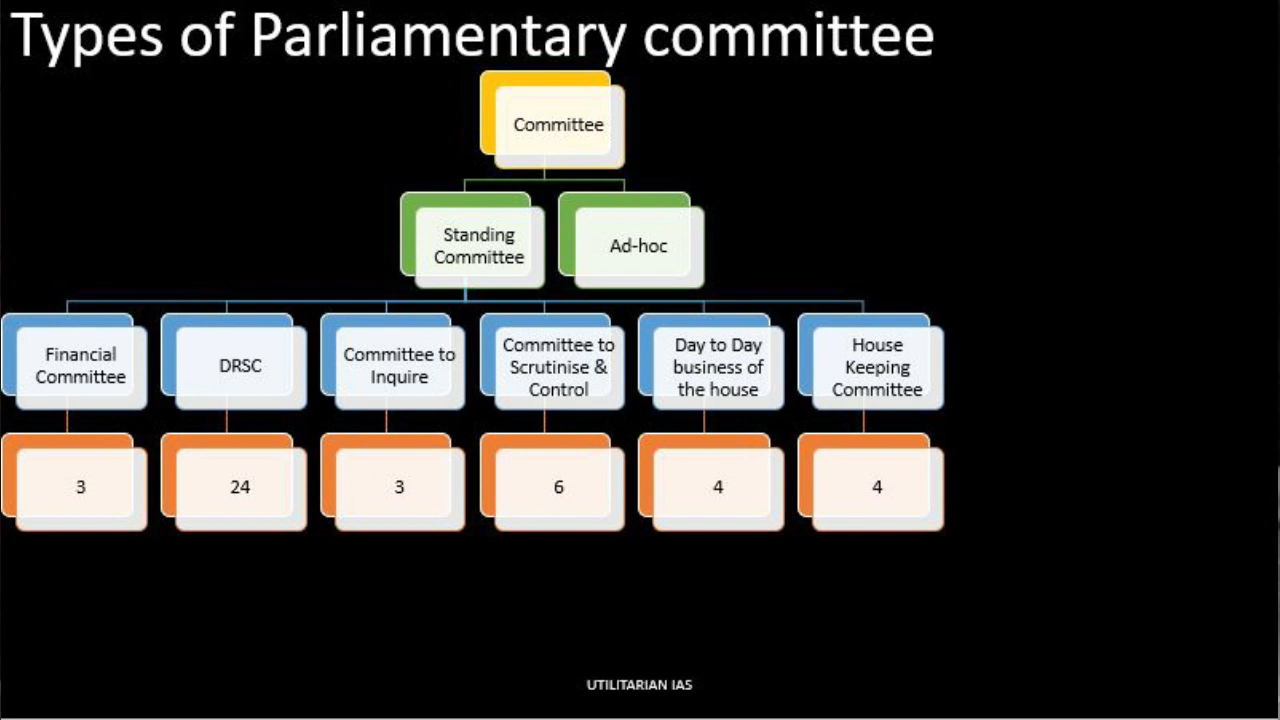 Types of Parliamentary committee
Committee
Standing
Committee
Ad-hoc
Financial
Committee
DRSC
Committee to
Inquire
Committee to
Scrutinise &
Control
Day to Day
business of
the house
House
Keeping
Committee
3
24
3
6
4
4
UTILITARIAN IAS